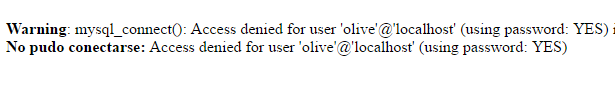 Warning: mysql_connect(): Access denied for user 'olive'@'localhost' (using password: YES)
No pudo conectarse: Access denied for user 'olive'@'localhost' (using password: YES)